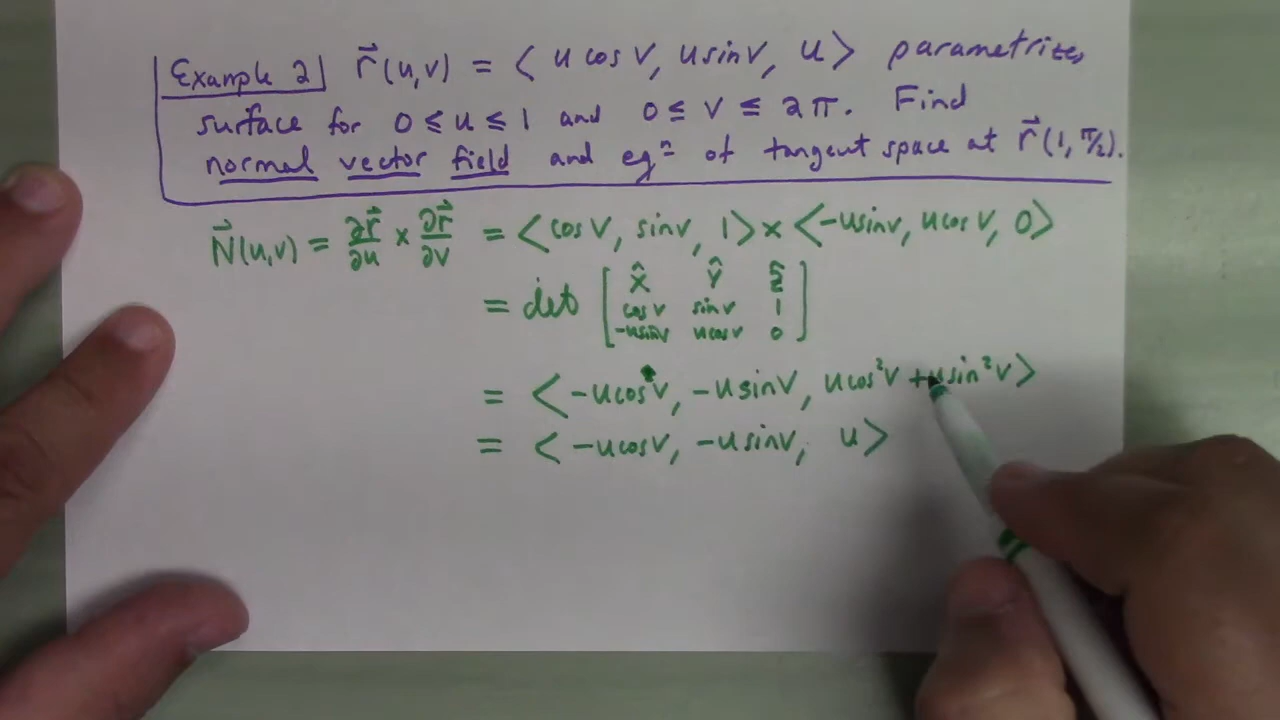 Example 2 r⃗(u,v) = ⟨ u cos v, u sin v, u ⟩ parametrizes
surface for 0 ≤ u ≤ 1 and 0 ≤ v ≤ 2π. Find
normal vector field and eqⁿ of tangent space at r⃗(1, π/2).
N⃗(u,v) = ∂r⃗/∂u × ∂r⃗/∂v = ⟨cos v, sin v, 1⟩ × ⟨-u sin v, u cos v, 0⟩
= det [ x̂ ŷ ẑ
cos v sin v 1
-u sin v u cos v 0 ]
= ⟨ -u cos v, -u sin v, u cos² v + u sin² v ⟩
= ⟨ -u cos v, -u sin v, u ⟩